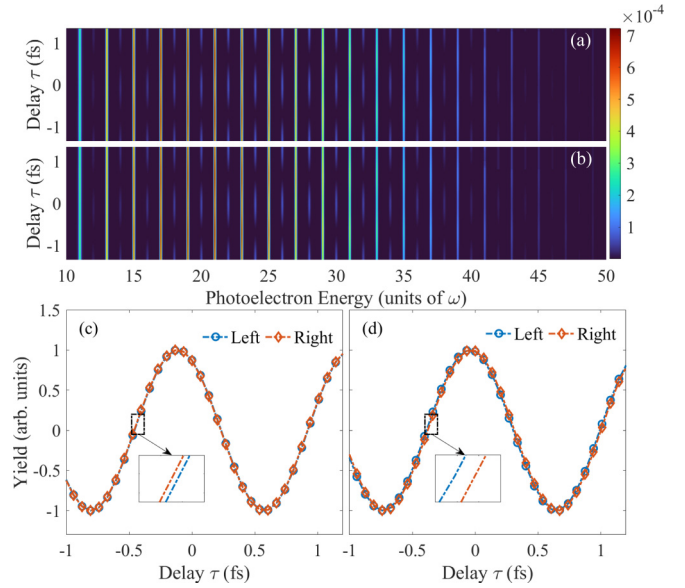 ×10⁻⁴
(a)
Delay τ (fs)
1
0
-1
(b)
Delay τ (fs)
1
0
-1
7
6
5
4
3
2
1
10 15 20 25 30 35 40 45 50
Photoelectron Energy (units of ω)
(c)
Left Right
(d)
Left Right
Yield (arb. units)
1.5
1
0.5
0
-0.5
-1
-1 -0.5 0 0.5 1
-1 -0.5 0 0.5 1
Delay τ (fs)
Delay τ (fs)